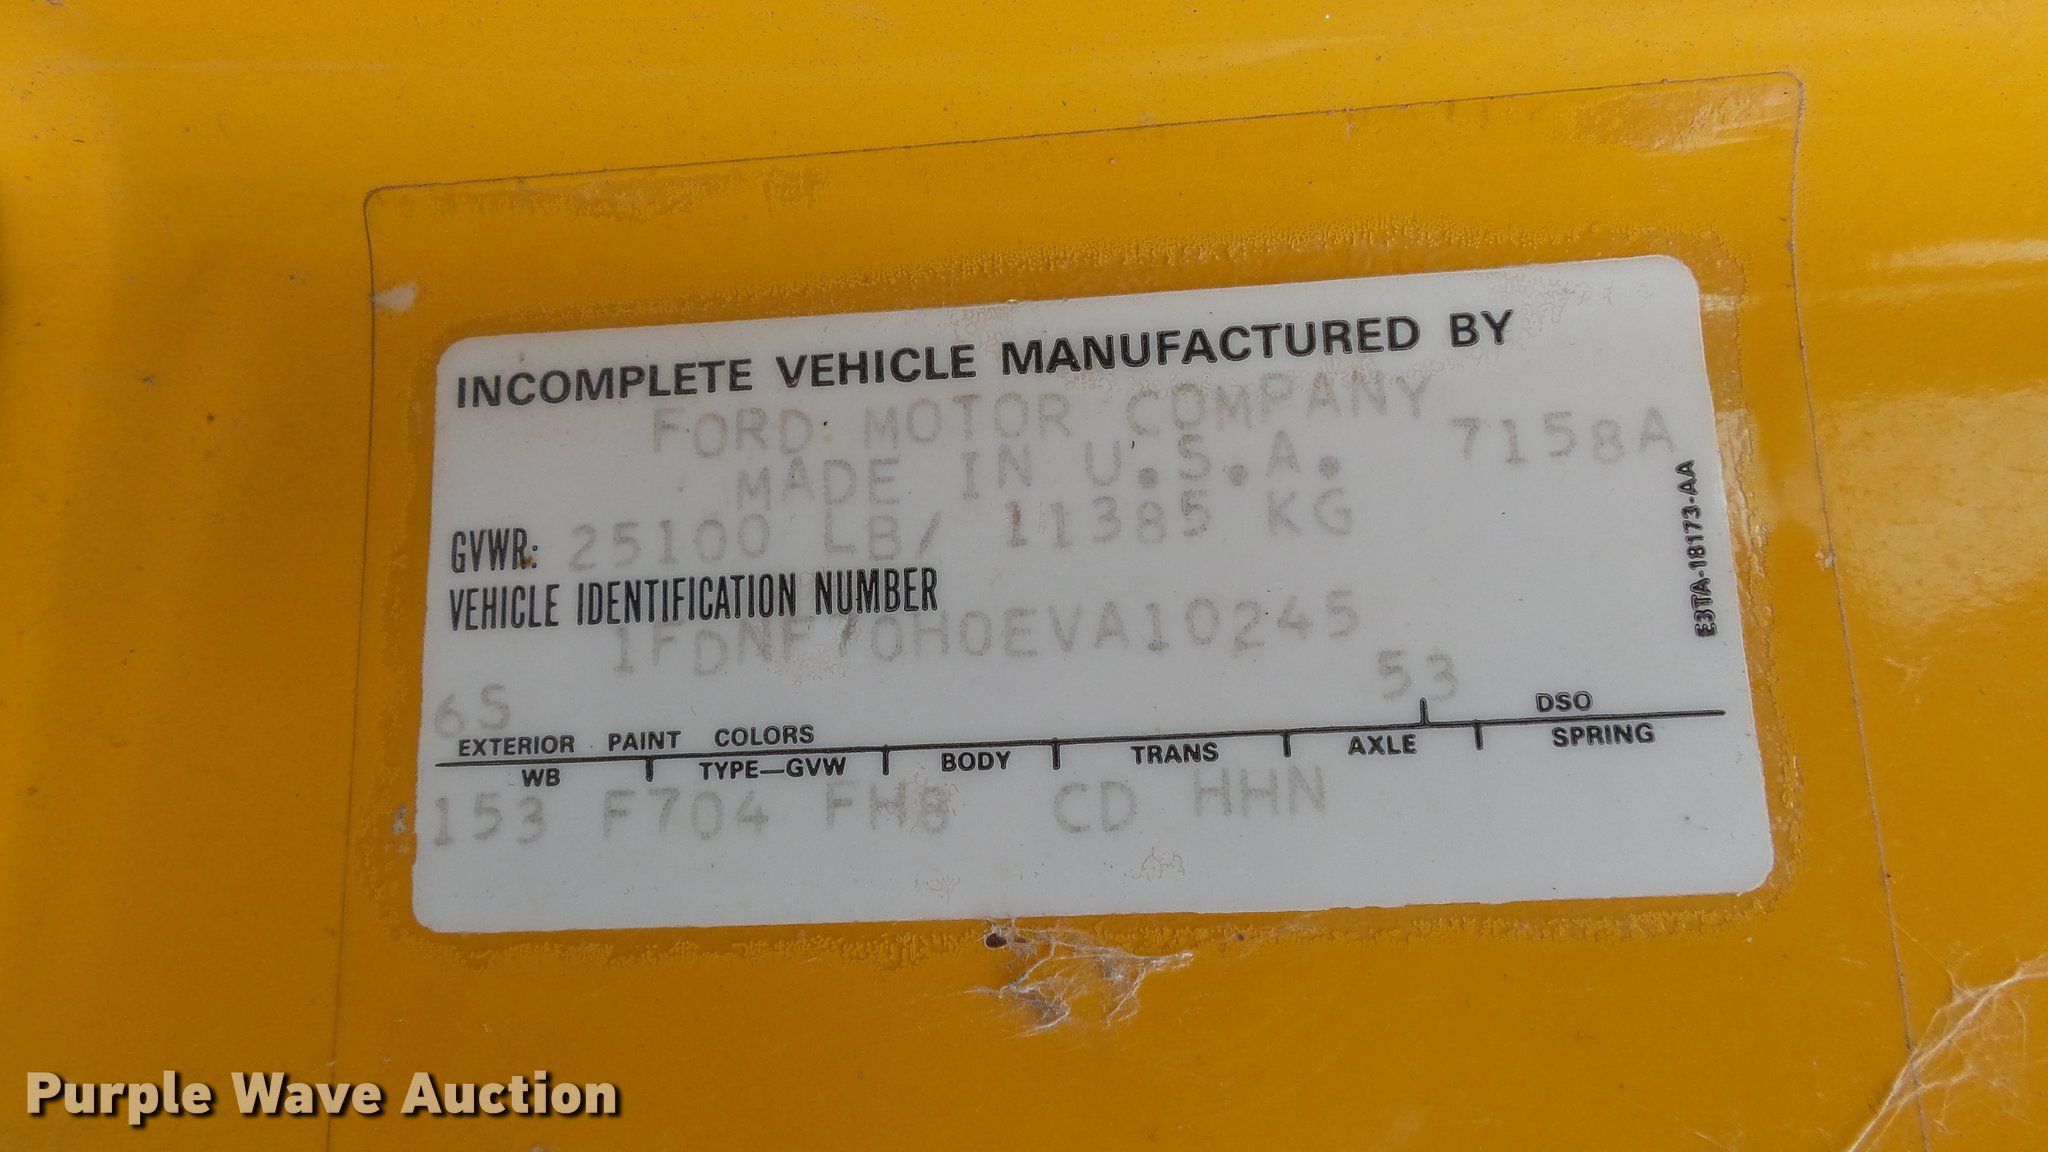 INCOMPLETE VEHICLE MANUFACTURED BY
FORD MOTOR COMPANY
MADE IN U.S.A. 7158A
GVWR: 25100 LB/ 11385 KG
VEHICLE IDENTIFICATION NUMBER
1FDNF70H0EVA10245
E3TA-18173-AA
6S 53
EXTERIOR PAINT COLORS DSO
WB TYPE—GVW BODY TRANS AXLE SPRING
153 F704 FH8 CD HHN
Purple Wave Auction